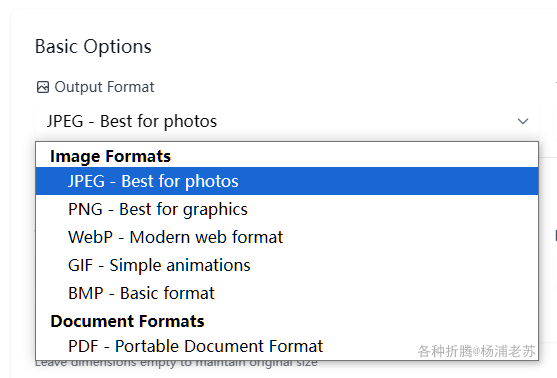 Basic Options
Output Format
JPEG - Best for photos
Image Formats
JPEG - Best for photos
PNG - Best for graphics
WebP - Modern web format
GIF - Simple animations
BMP - Basic format
Document Formats
PDF - Portable Document Format
各种折腾@杨浦老苏
Leave dimensions empty to maintain original size